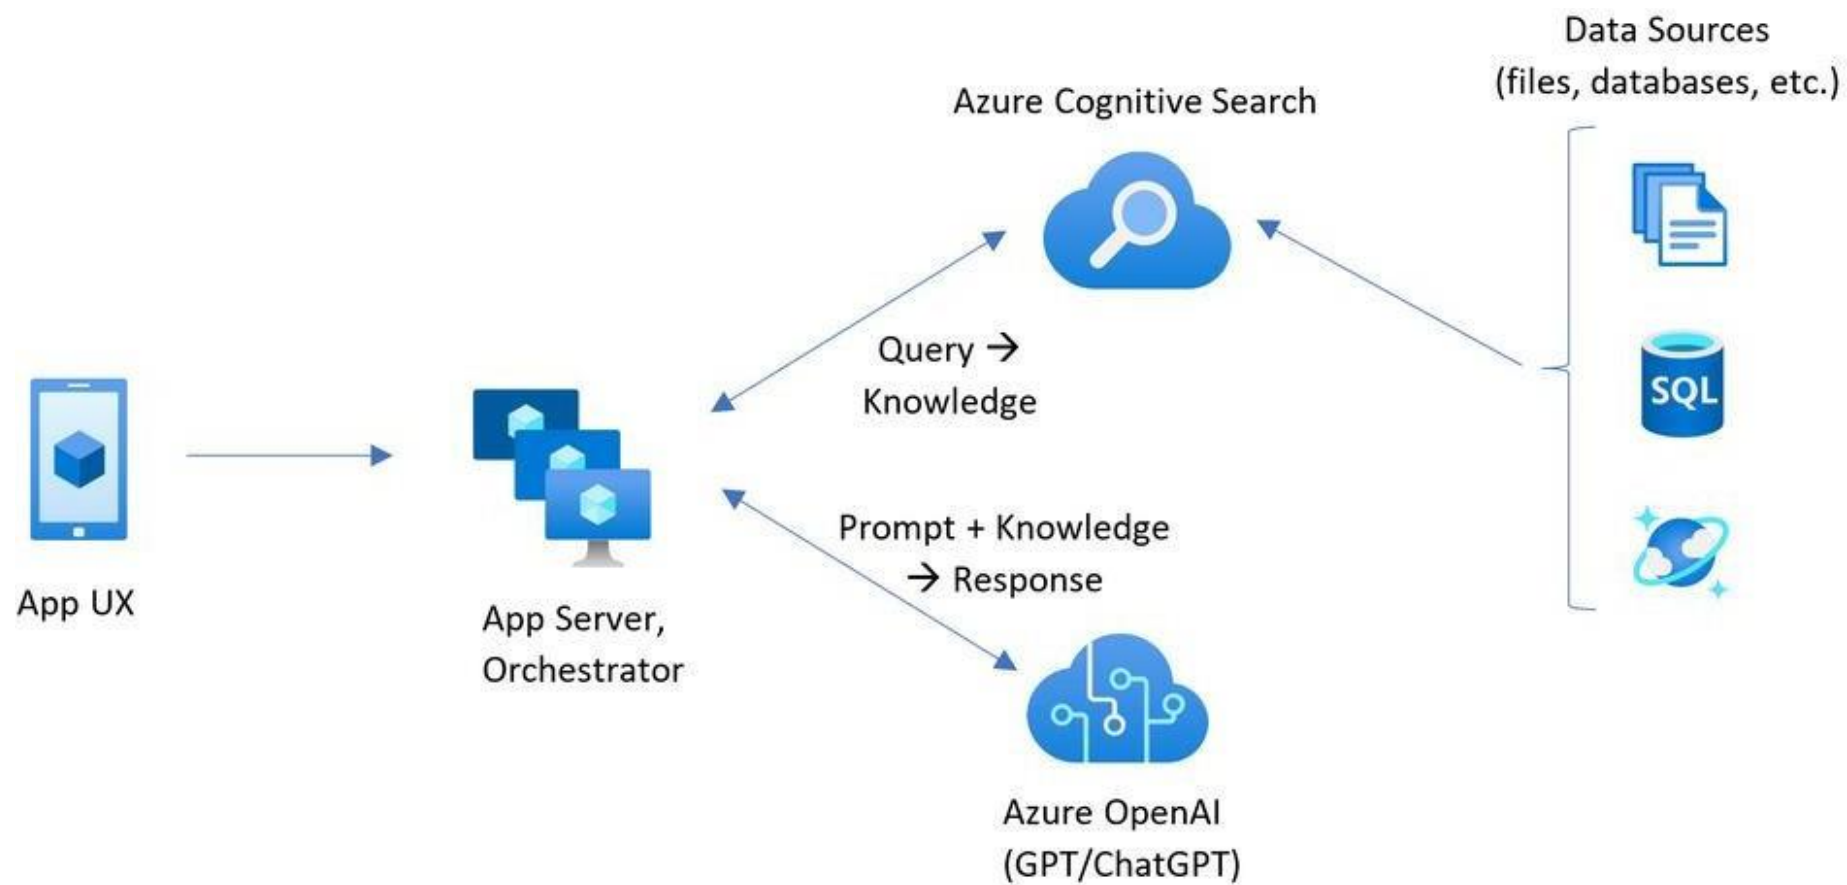 Data Sources
(files, databases, etc.)
Azure Cognitive Search
Query →
Knowledge
SQL
Prompt + Knowledge
→ Response
App UX
App Server,
Orchestrator
Azure OpenAI
(GPT/ChatGPT)